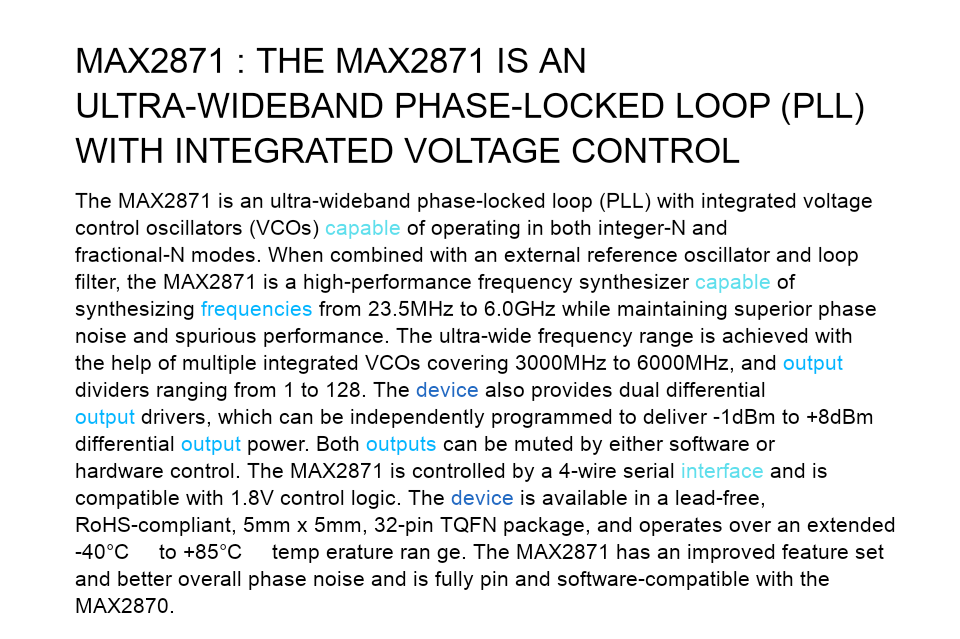 MAX2871 : THE MAX2871 IS AN
ULTRA-WIDEBAND PHASE-LOCKED LOOP (PLL)
WITH INTEGRATED VOLTAGE CONTROL
The MAX2871 is an ultra-wideband phase-locked loop (PLL) with integrated voltage
control oscillators (VCOs) capable of operating in both integer-N and
fractional-N modes. When combined with an external reference oscillator and loop
filter, the MAX2871 is a high-performance frequency synthesizer capable of
synthesizing frequencies from 23.5MHz to 6.0GHz while maintaining superior phase
noise and spurious performance. The ultra-wide frequency range is achieved with
the help of multiple integrated VCOs covering 3000MHz to 6000MHz, and output
dividers ranging from 1 to 128. The device also provides dual differential
output drivers, which can be independently programmed to deliver -1dBm to +8dBm
differential output power. Both outputs can be muted by either software or
hardware control. The MAX2871 is controlled by a 4-wire serial interface and is
compatible with 1.8V control logic. The device is available in a lead-free,
RoHS-compliant, 5mm x 5mm, 32-pin TQFN package, and operates over an extended
-40°C     to +85°C     temp erature ran ge. The MAX2871 has an improved feature set
and better overall phase noise and is fully pin and software-compatible with the
MAX2870.